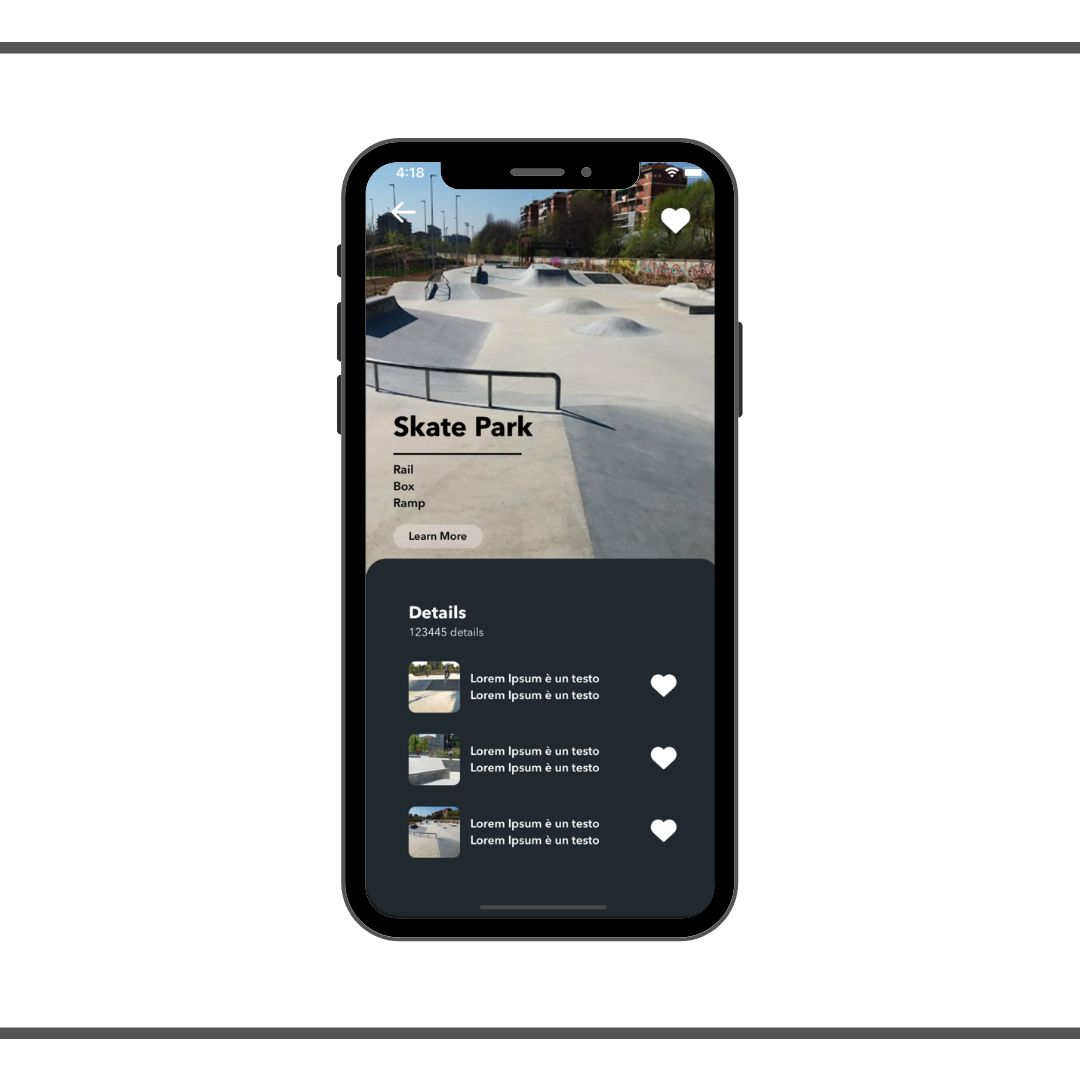 4:18
Skate Park
Rail
Box
Ramp
Learn More
Details
123445 details
Lorem Ipsum è un testo
Lorem Ipsum è un testo
Lorem Ipsum è un testo
Lorem Ipsum è un testo
Lorem Ipsum è un testo
Lorem Ipsum è un testo